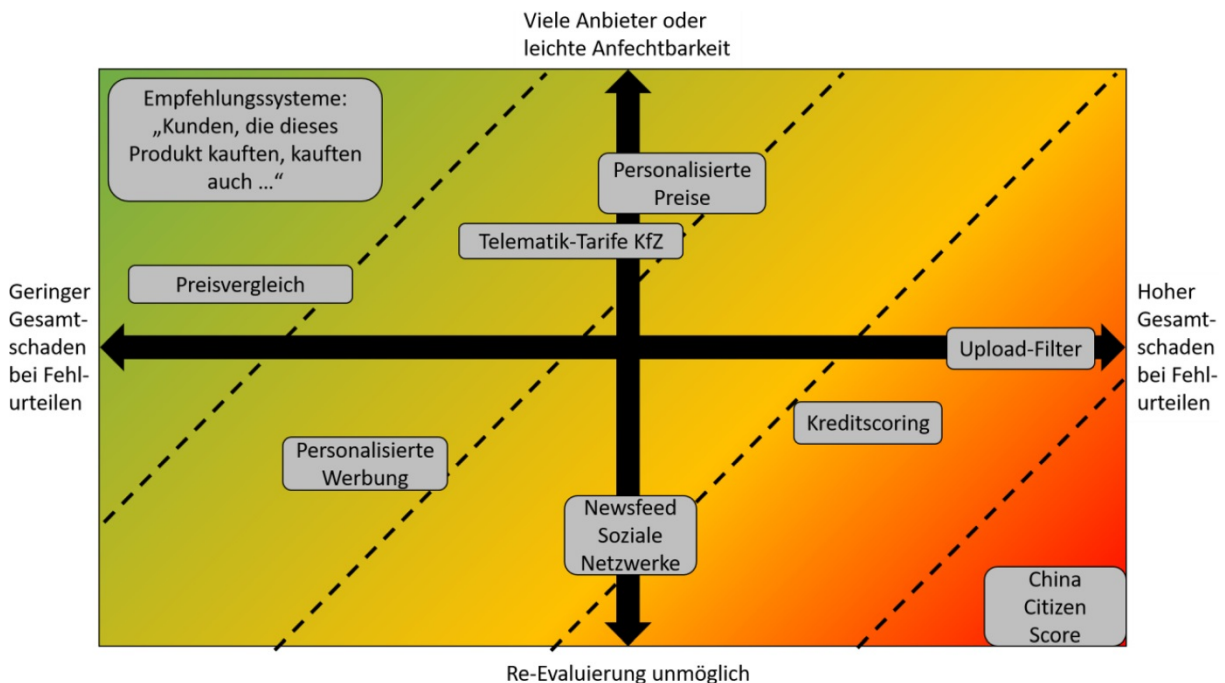 Viele Anbieter oder
leichte Anfechtbarkeit
Empfehlungssysteme:
„Kunden, die dieses
Produkt kauften, kauften
auch ...“
Personalisierte
Preise
Telematik-Tarife KfZ
Preisvergleich
Geringer
Gesamt-
schaden
bei Fehl-
urteilen
Hoher
Gesamt-
schaden
bei Fehl-
urteilen
Upload-Filter
Kreditscoring
Personalisierte
Werbung
Newsfeed
Soziale
Netzwerke
China
Citizen
Score
Re-Evaluierung unmöglich